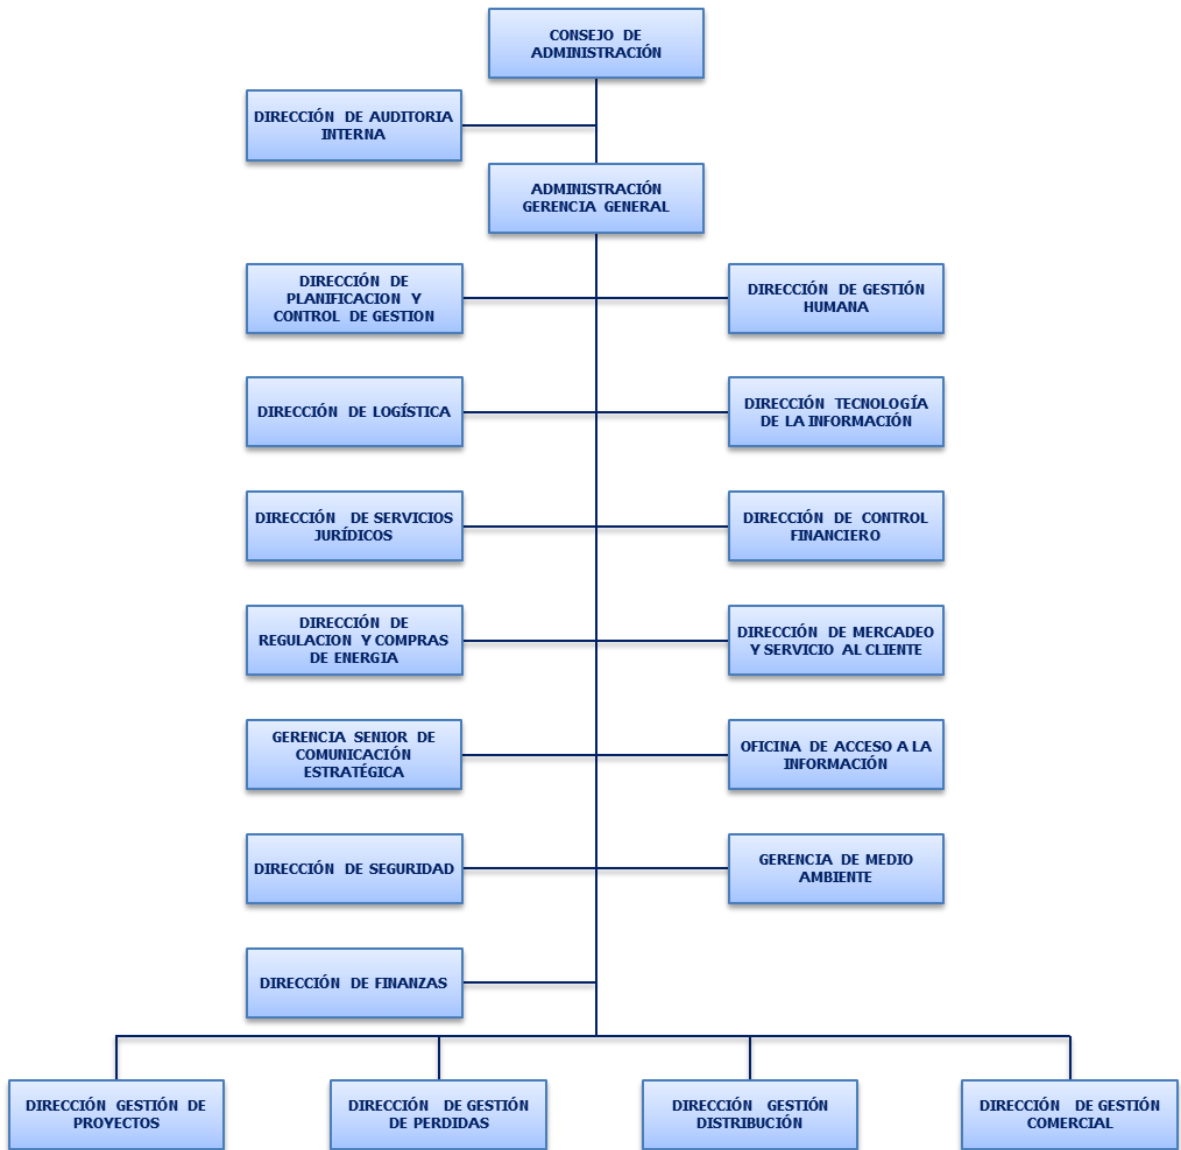 CONSEJO DE
ADMINISTRACIÓN
DIRECCIÓN DE AUDITORIA
INTERNA
ADMINISTRACIÓN
GERENCIA GENERAL
DIRECCIÓN DE
PLANIFICACION Y
CONTROL DE GESTION
DIRECCIÓN DE GESTIÓN
HUMANA
DIRECCIÓN DE LOGÍSTICA
DIRECCIÓN TECNOLOGÍA
DE LA INFORMACIÓN
DIRECCIÓN DE SERVICIOS
JURÍDICOS
DIRECCIÓN DE CONTROL
FINANCIERO
DIRECCIÓN DE
REGULACION Y COMPRAS
DE ENERGIA
DIRECCIÓN DE MERCADEO
Y SERVICIO AL CLIENTE
GERENCIA SENIOR DE
COMUNICACIÓN
ESTRATÉGICA
OFICINA DE ACCESO A LA
INFORMACIÓN
DIRECCIÓN DE SEGURIDAD
GERENCIA DE MEDIO
AMBIENTE
DIRECCIÓN DE FINANZAS
DIRECCIÓN GESTIÓN DE
PROYECTOS
DIRECCIÓN DE GESTIÓN
DE PERDIDAS
DIRECCIÓN GESTIÓN
DISTRIBUCIÓN
DIRECCIÓN DE GESTIÓN
COMERCIAL